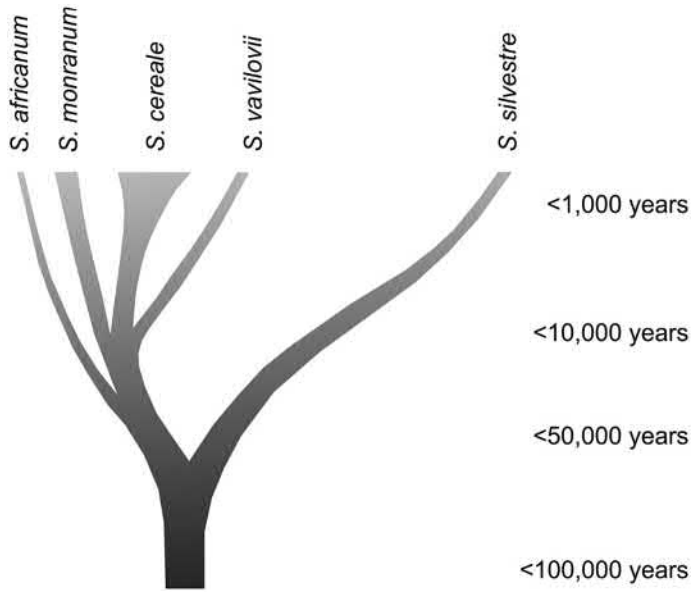 S. africanum
S. monranum
S. cereale
S. vavilovii
S. silvestre
<1,000 years
<10,000 years
<50,000 years
<100,000 years